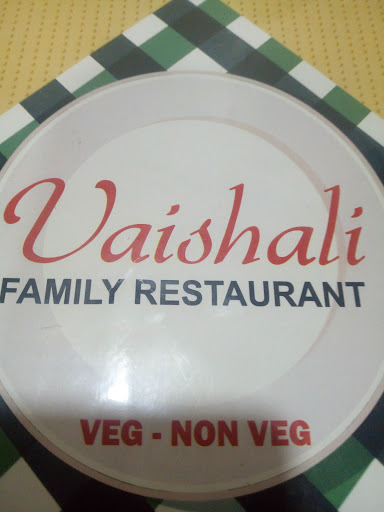 Vaishali
FAMILY RESTAURANT
VEG - NON VEG